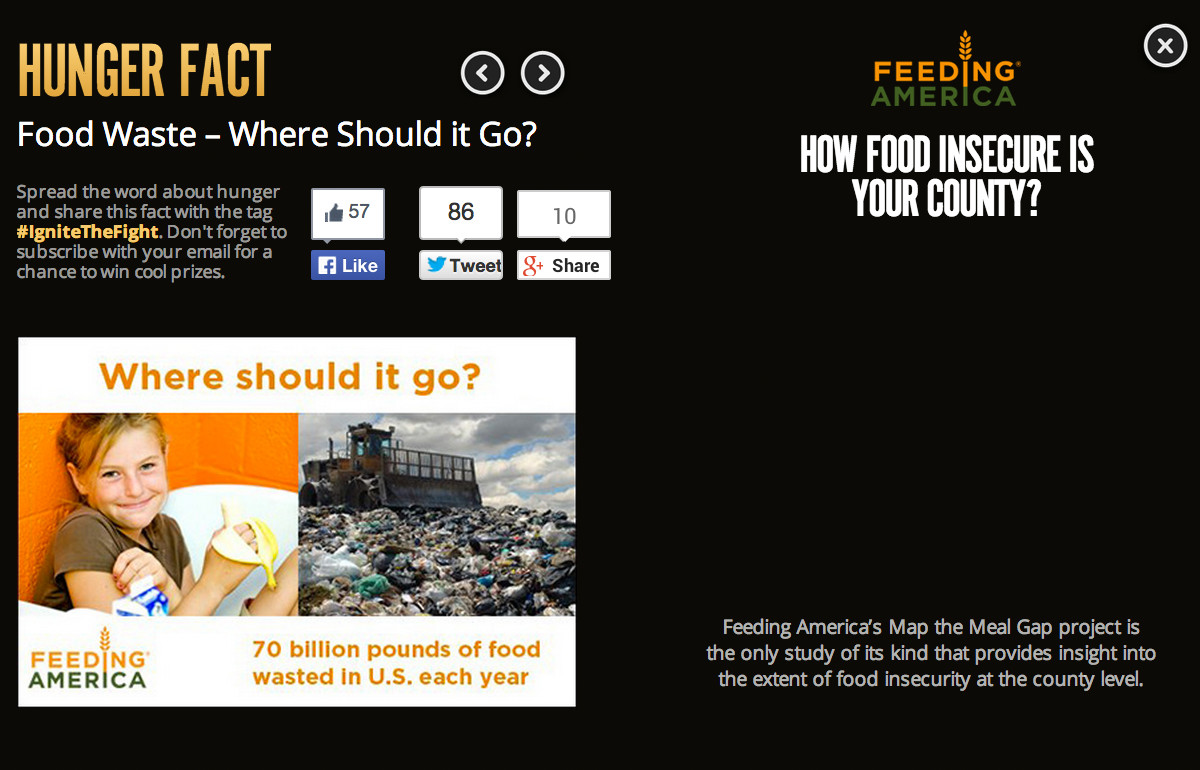 HUNGER FACT
Food Waste – Where Should it Go?
Spread the word about hunger
and share this fact with the tag
#IgniteTheFight. Don't forget to
subscribe with your email for a
chance to win cool prizes.
57
Like
86
Tweet
10
g+ Share
Where should it go?
FEEDING®
AMERICA
70 billion pounds of food
wasted in U.S. each year
FEEDING®
AMERICA
HOW FOOD INSECURE IS
YOUR COUNTY?
Feeding America’s Map the Meal Gap project is
the only study of its kind that provides insight into
the extent of food insecurity at the county level.